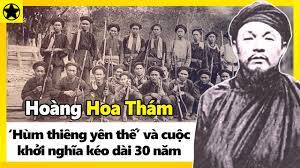 Hoàng Hoa Thám
‘Hùm thiêng yên thế’ và cuộc
khởi nghĩa kéo dài 30 năm